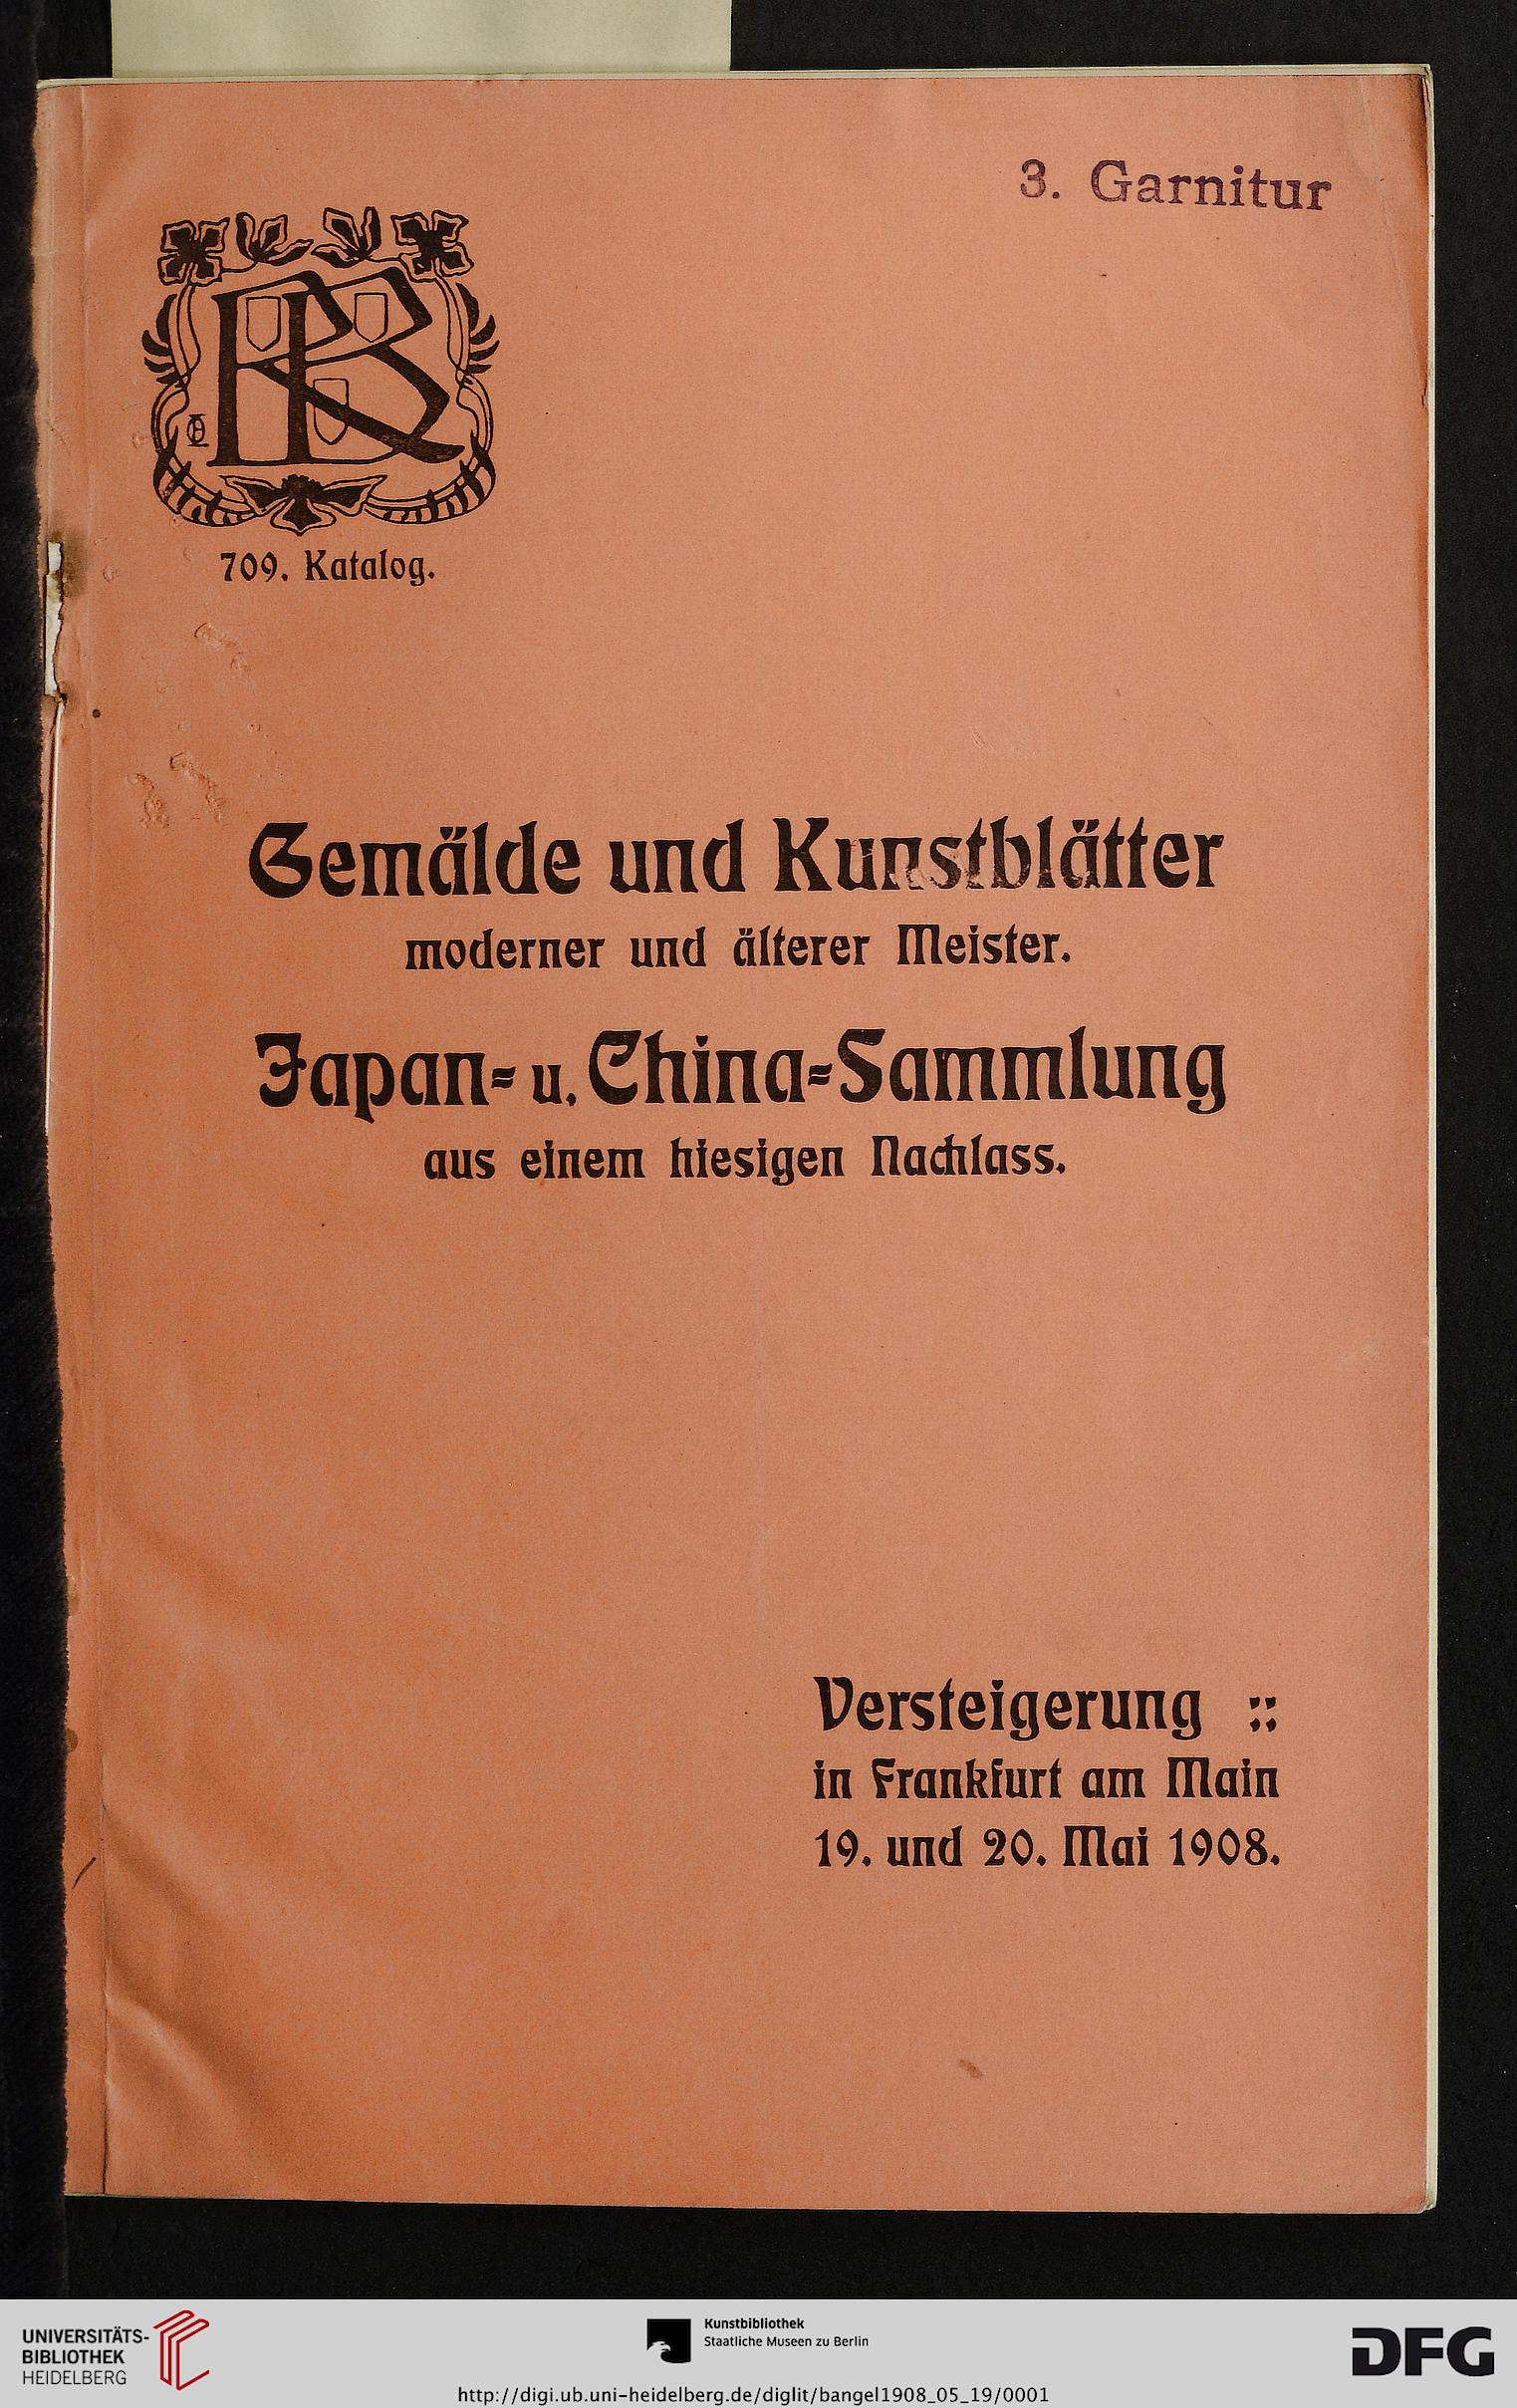 3. Garnitur
709. Katalog.
Gemälde und Kunstblätter
moderner und älterer Meister.
Japan- u. China-Sammlung
aus einem hiesigen Nachlass.
Versteigerung ::
in Frankfurt am Main
19. und 20. Mai 1908.
UNIVERSITÄTS-
BIBLIOTHEK
HEIDELBERG
Kunstbibliothek
Staatliche Museen zu Berlin
DFG
http://digi.ub.uni-heidelberg.de/diglit/bangel1908_05_19/0001